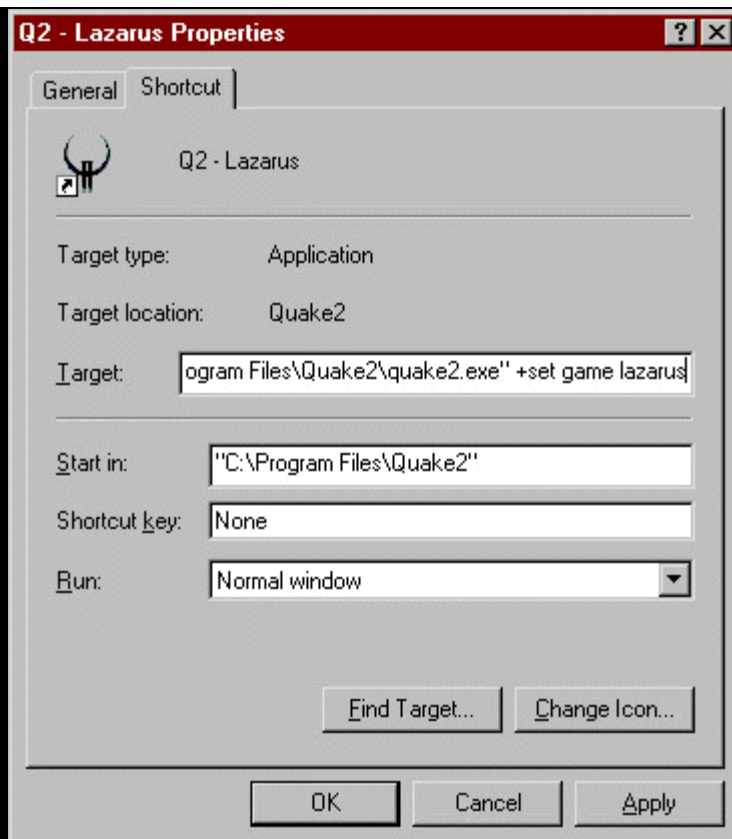 Q2 - Lazarus Properties
General Shortcut
Q2 - Lazarus
Target type: Application
Target location: Quake2
Target: ogram Files\Quake2\quake2.exe" +set game lazarus
Start in: "C:\Program Files\Quake2"
Shortcut key: None
Run: Normal window
Find Target... Change Icon...
OK Cancel Apply